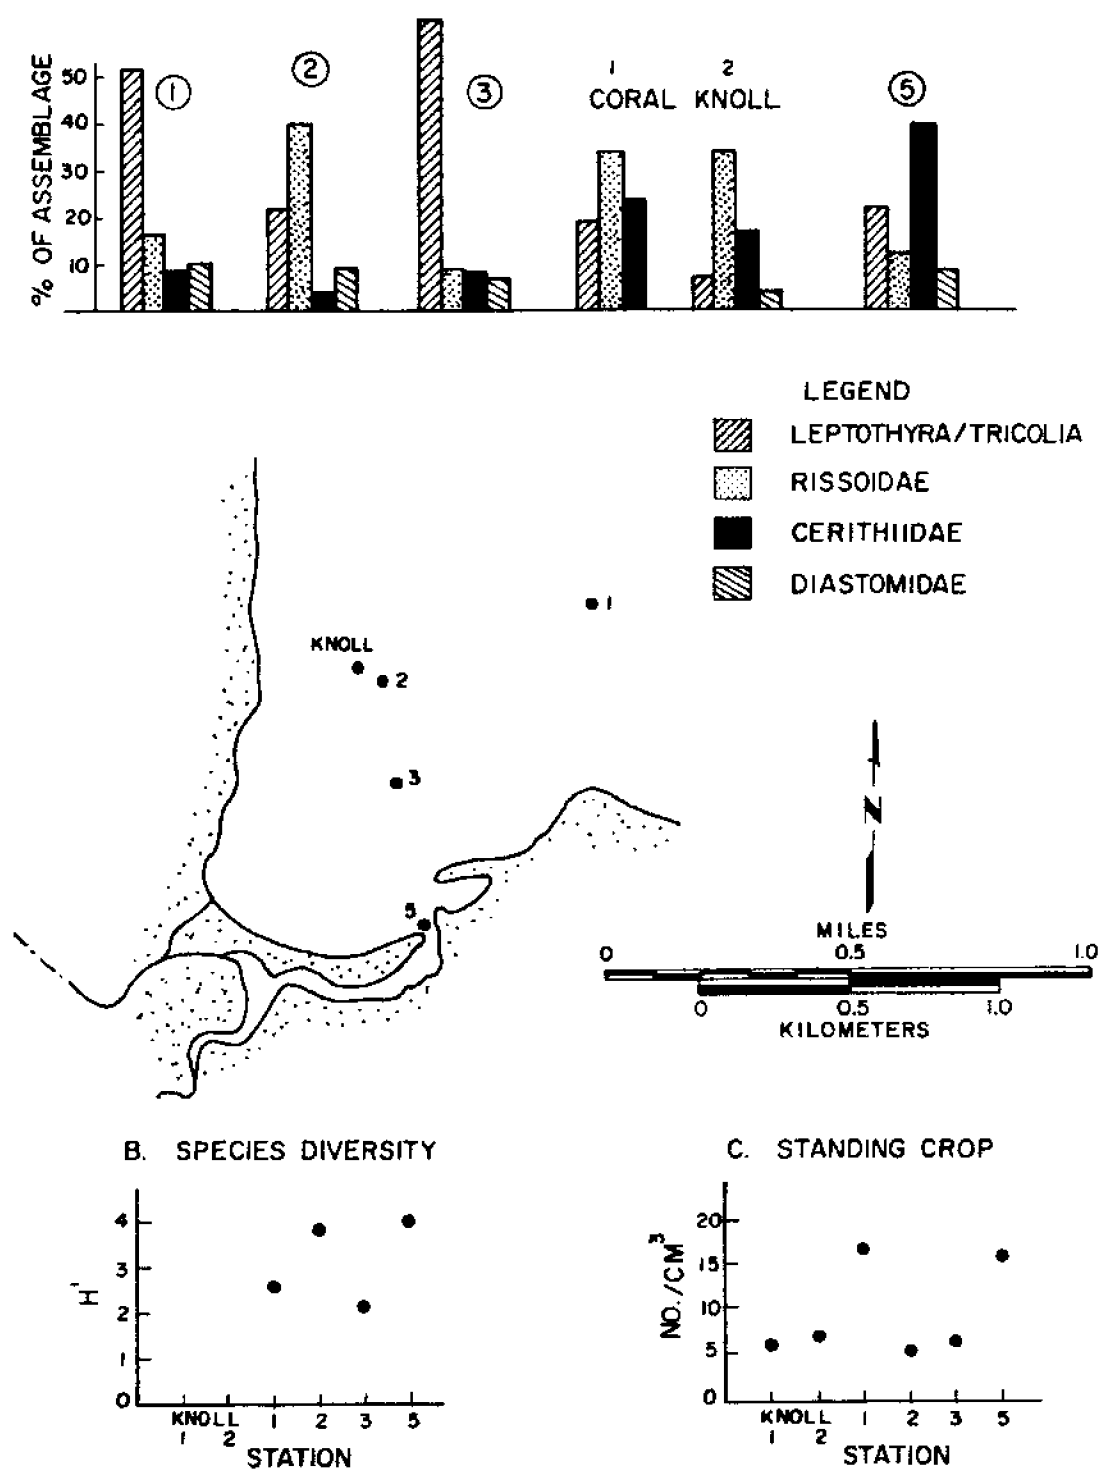 % OF ASSEMBLAGE
50
40
30
20
10
1
2
3
1 2
CORAL KNOLL
5
LEGEND
LEPTOTHYRA/TRICOLIA
RISSOIDAE
CERITHIIDAE
DIASTOMIDAE
1
KNOLL
2
3
5
N
MILES
0 0.5 1.0
0 0.5 1.0
KILOMETERS
B. SPECIES DIVERSITY
H'
4
3
2
1
0
KNOLL 1 2 3 5
1 2
STATION
C. STANDING CROP
NO./CM3
20
15
10
5
0
KNOLL 1 2 3 5
1 2
STATION